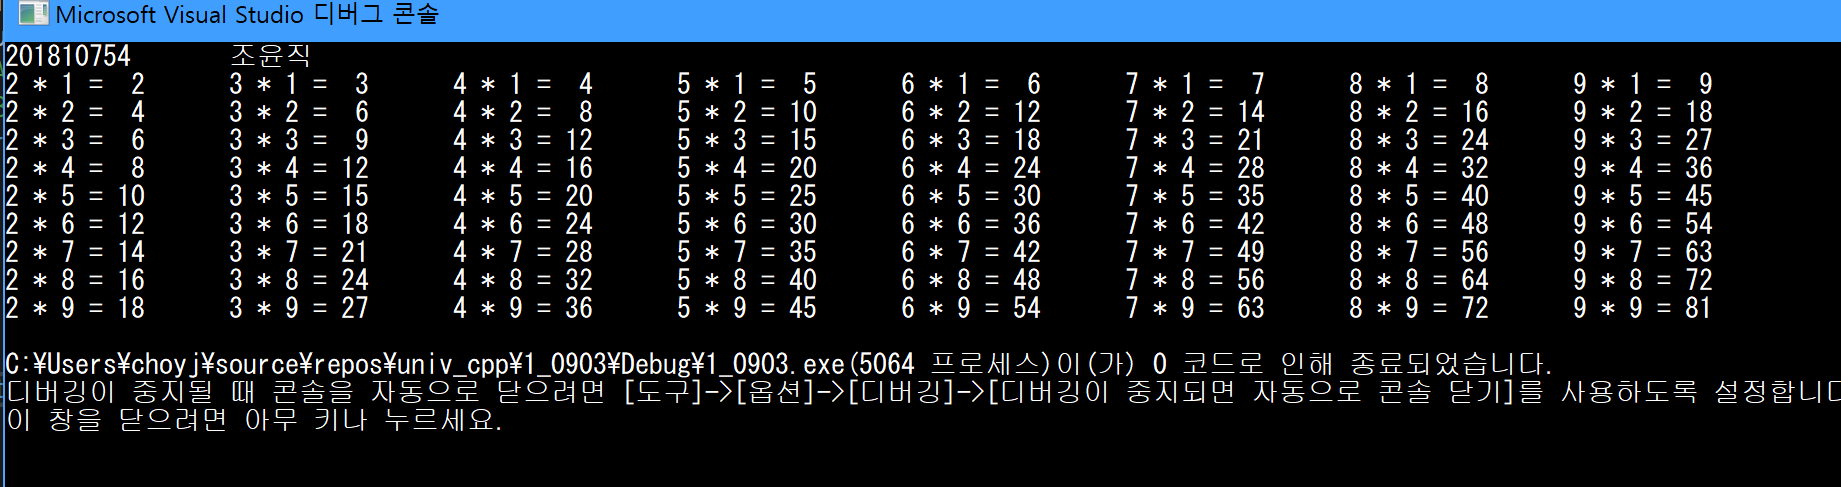 Microsoft Visual Studio 디버그 콘솔
201810754 조윤직
2 * 1 = 2 3 * 1 = 3 4 * 1 = 4 5 * 1 = 5 6 * 1 = 6 7 * 1 = 7 8 * 1 = 8 9 * 1 = 9
2 * 2 = 4 3 * 2 = 6 4 * 2 = 8 5 * 2 = 10 6 * 2 = 12 7 * 2 = 14 8 * 2 = 16 9 * 2 = 18
2 * 3 = 6 3 * 3 = 9 4 * 3 = 12 5 * 3 = 15 6 * 3 = 18 7 * 3 = 21 8 * 3 = 24 9 * 3 = 27
2 * 4 = 8 3 * 4 = 12 4 * 4 = 16 5 * 4 = 20 6 * 4 = 24 7 * 4 = 28 8 * 4 = 32 9 * 4 = 36
2 * 5 = 10 3 * 5 = 15 4 * 5 = 20 5 * 5 = 25 6 * 5 = 30 7 * 5 = 35 8 * 5 = 40 9 * 5 = 45
2 * 6 = 12 3 * 6 = 18 4 * 6 = 24 5 * 6 = 30 6 * 6 = 36 7 * 6 = 42 8 * 6 = 48 9 * 6 = 54
2 * 7 = 14 3 * 7 = 21 4 * 7 = 28 5 * 7 = 35 6 * 7 = 42 7 * 7 = 49 8 * 7 = 56 9 * 7 = 63
2 * 8 = 16 3 * 8 = 24 4 * 8 = 32 5 * 8 = 40 6 * 8 = 48 7 * 8 = 56 8 * 8 = 64 9 * 8 = 72
2 * 9 = 18 3 * 9 = 27 4 * 9 = 36 5 * 9 = 45 6 * 9 = 54 7 * 9 = 63 8 * 9 = 72 9 * 9 = 81
C:¥Users¥choyj¥source¥repos¥univ_cpp¥1_0903¥Debug¥1_0903.exe(5064 프로세스)이(가) 0 코드로 인해 종료되었습니다.
디버깅이 중지될 때 콘솔을 자동으로 닫으려면 [도구]->[옵션]->[디버깅]->[디버깅이 중지되면 자동으로 콘솔 닫기]를 사용하도록 설정합니다
이 창을 닫으려면 아무 키나 누르세요.